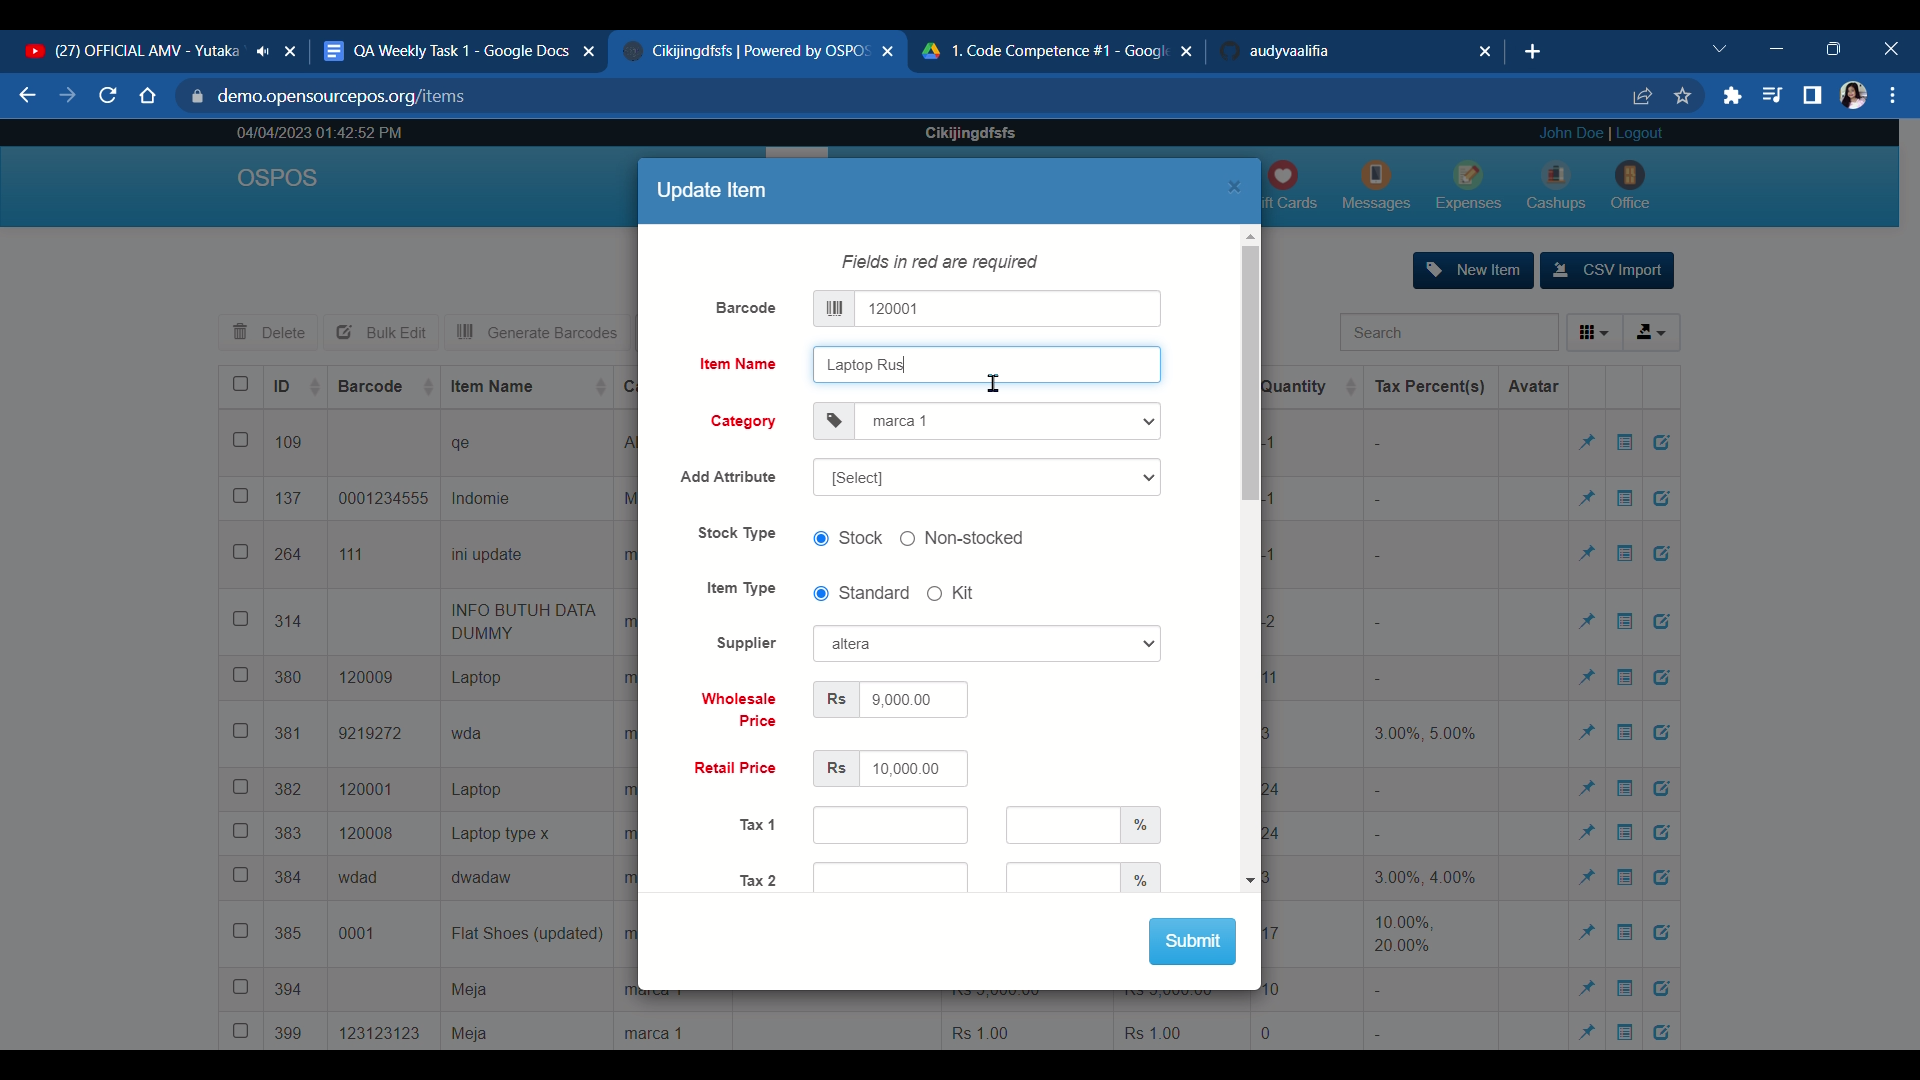 (27) OFFICIAL AMV - Yutaka
QA Weekly Task 1 - Google Docs
Cikijingdfsfs | Powered by OSPOS
1. Code Competence #1 - Google
audyvaalifia
demo.opensourcepos.org/items
04/04/2023 01:42:52 PM
Cikijingdfsfs
John Doe | Logout
OSPOS
ift Cards
Messages
Expenses
Cashups
Office
Update Item
×
New Item
CSV Import
Delete
Bulk Edit
Generate Barcodes
Search
ID
Barcode
Item Name
Quantity
Tax Percent(s)
Avatar
109 qe -1 -
137 0001234555 Indomie -1 -
264 111 ini update -1 -
314 INFO BUTUH DATA
DUMMY -2 -
380 120009 Laptop 11 -
381 9219272 wda 3 3.00%, 5.00%
382 120001 Laptop 24 -
383 120008 Laptop type x 24 -
384 wdad dwadaw 3 3.00%, 4.00%
385 0001 Flat Shoes (updated) 17 10.00%,
20.00%
394 Meja 10 -
399 123123123 Meja marca 1 Rs 1.00 Rs 1.00 0 -
Fields in red are required
Barcode 120001
Item Name Laptop Rus
Category marca 1
Add Attribute [Select]
Stock Type Stock Non-stocked
Item Type Standard Kit
Supplier altera
Wholesale
Price Rs 9,000.00
Retail Price Rs 10,000.00
Tax 1 %
Tax 2 %
Submit